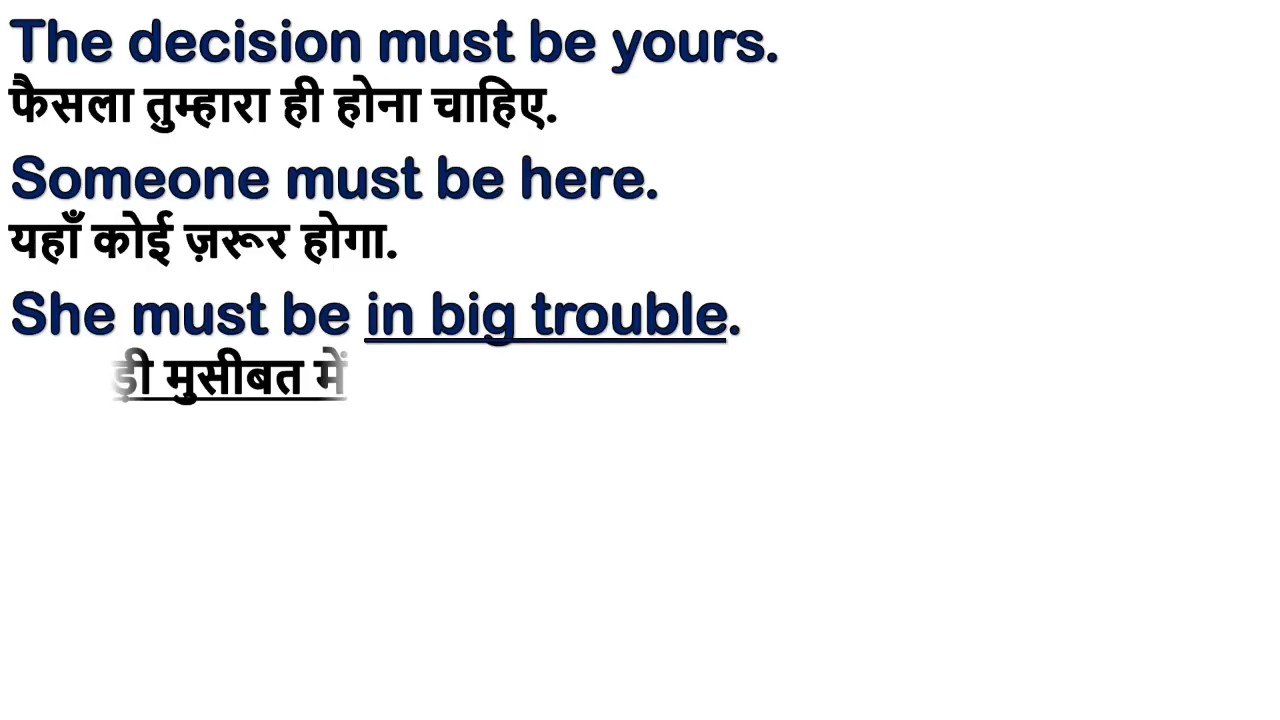 The decision must be yours.
फैसला तुम्हारा ही होना चाहिए.
Someone must be here.
यहाँ कोई ज़रूर होगा.
She must be in big trouble.
मुसीबत में